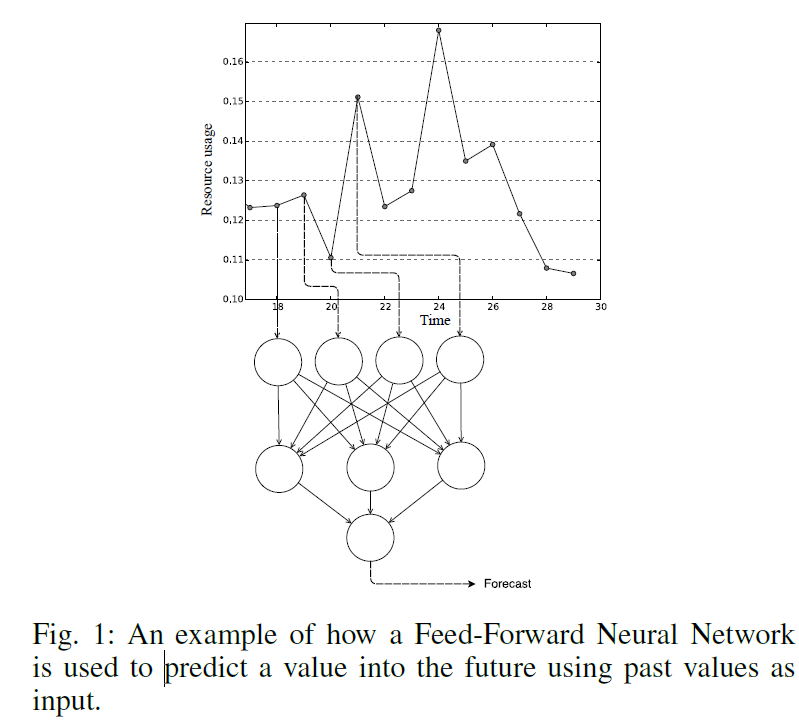 0.16
0.15
0.14
0.13
0.12
0.11
0.10
Resource usage
18 20 22 24 26 28 30
Time
Forecast
Fig. 1: An example of how a Feed-Forward Neural Network
is used to predict a value into the future using past values as
input.